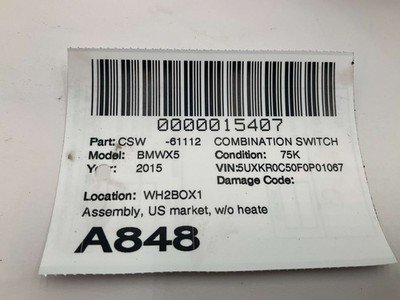 0000015407
Part: CSW -61112 COMBINATION SWITCH
Model: BMWX5 Condition: 75K
Year: 2015 VIN:5UXKR0C50F0P01067
Damage Code:
Location: WH2BOX1
Assembly, US market, w/o heate
A848